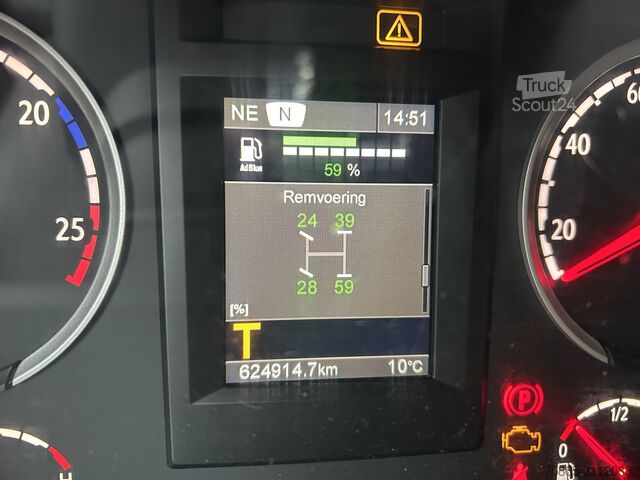 Truck
Scout24
NE N 14:51
AdBlue
59 %
Remvoering
24 39
28 59
[%]
T
624914.7km 10°C
20
25
60
40
20
P
1/2
0